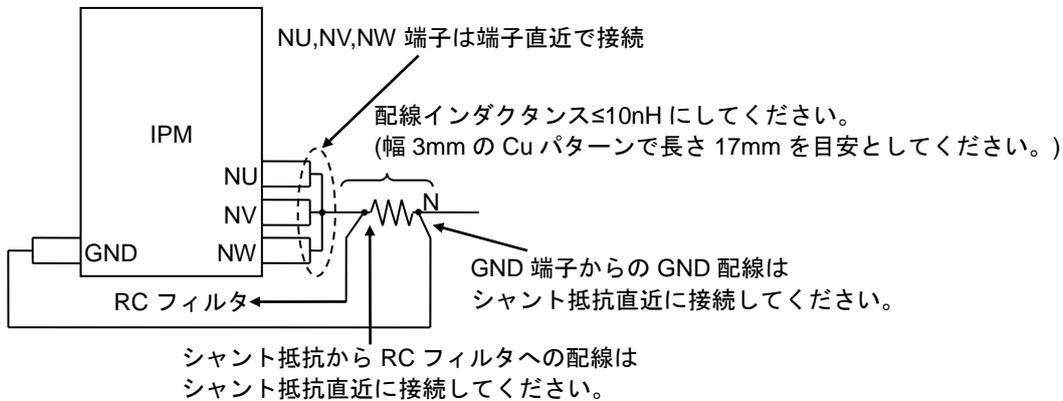 NU,NV,NW 端子は端子直近で接続
配線インダクタンス≤10nH にしてください。
(幅 3mm の Cu パターンで長さ 17mm を目安としてください。)
IPM
NU
N
NV
GND
NW
GND 端子からの GND 配線は
シャント抵抗直近に接続してください。
RC フィルタ
シャント抵抗から RC フィルタへの配線は
シャント抵抗直近に接続してください。